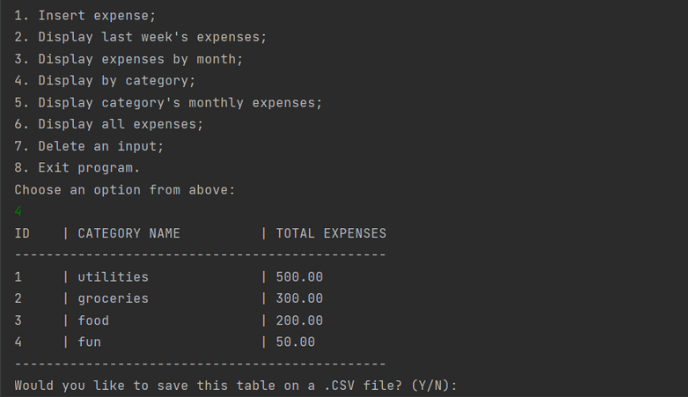 1. Insert expense;
2. Display last week's expenses;
3. Display expenses by month;
4. Display by category;
5. Display category's monthly expenses;
6. Display all expenses;
7. Delete an input;
8. Exit program.
Choose an option from above:
4
ID    | CATEGORY NAME          | TOTAL EXPENSES
-----------------------------------------------
1     | utilities              | 500.00
2     | groceries              | 300.00
3     | food                   | 200.00
4     | fun                    | 50.00
-----------------------------------------------
Would you like to save this table on a .CSV file? (Y/N):